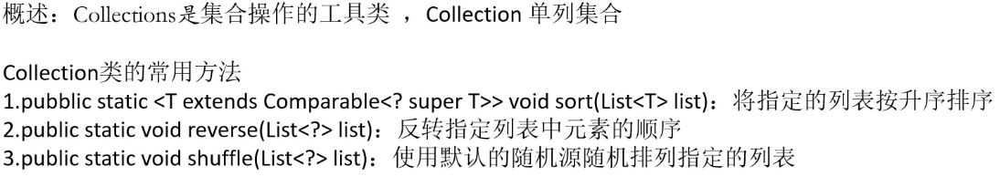 概述：Collections是集合操作的工具类 ，Collection 单列集合
Collection类的常用方法
1.pubblic static <T extends Comparable<? super T>> void sort(List<T> list)：将指定的列表按升序排序
2.public static void reverse(List<?> list)：反转指定列表中元素的顺序
3.public static void shuffle(List<?> list)：使用默认的随机源随机排列指定的列表